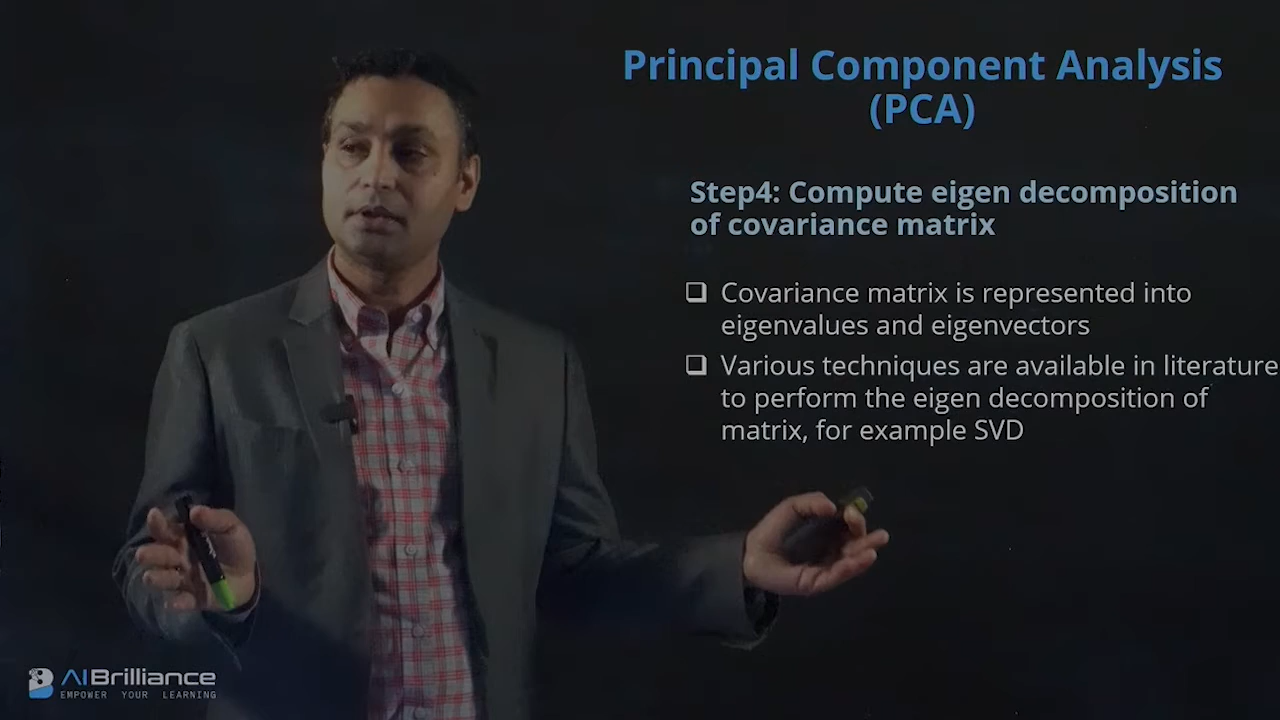 Principal Component Analysis
(PCA)
Step4: Compute eigen decomposition
of covariance matrix
❑ Covariance matrix is represented into
eigenvalues and eigenvectors
❑ Various techniques are available in literature
to perform the eigen decomposition of
matrix, for example SVD
AIBrilliance
EMPOWER YOUR LEARNING